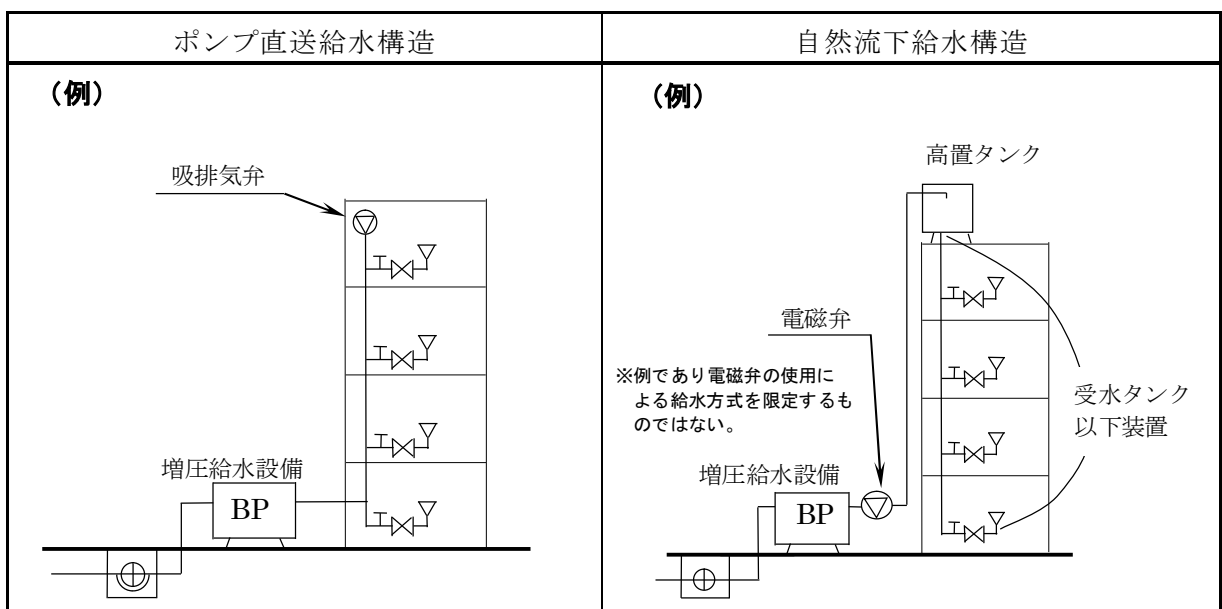 ポンプ直送給水構造
(例)
吸排気弁
増圧給水設備
BP
自然流下給水構造
(例)
高置タンク
電磁弁
※例であり電磁弁の使用に
よる給水方式を限定するも
のではない。
受水タンク
以下装置
増圧給水設備
BP